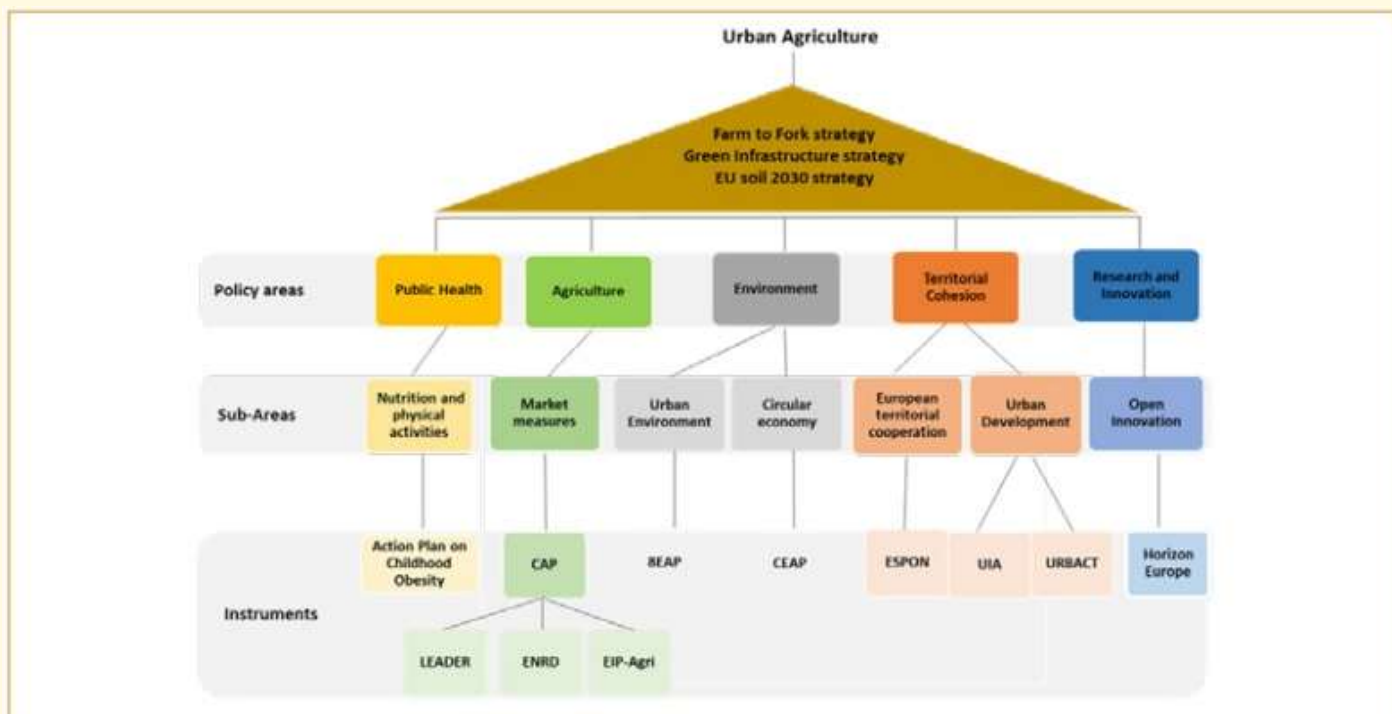 Urban Agriculture
Farm to Fork strategy
Green Infrastructure strategy
EU soil 2030 strategy
Policy areas
Public Health
Agriculture
Environment
Territorial
Cohesion
Research and
Innovation
Sub-Areas
Nutrition and
physical
activities
Market
measures
Urban
Environment
Circular
economy
European
territorial
cooperation
Urban
Development
Open
Innovation
Instruments
Action Plan on
Childhood
Obesity
CAP
8EAP
CEAP
ESPON
UIA
URBACT
Horizon
Europe
LEADER
ENRD
EIP-Agri